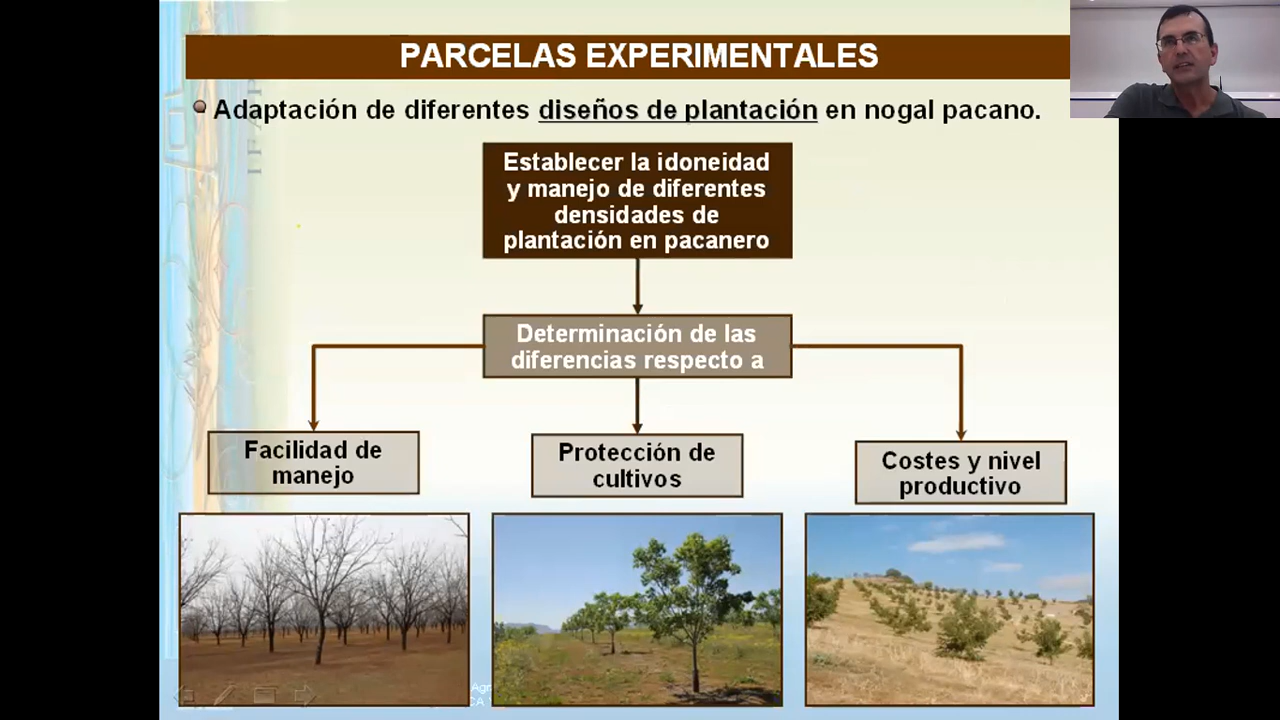 PARCELAS EXPERIMENTALES
Adaptación de diferentes diseños de plantación en nogal pacano.
Establecer la idoneidad
y manejo de diferentes
densidades de
plantación en pacanero
Determinación de las
diferencias respecto a
Facilidad de
manejo
Protección de
cultivos
Costes y nivel
productivo